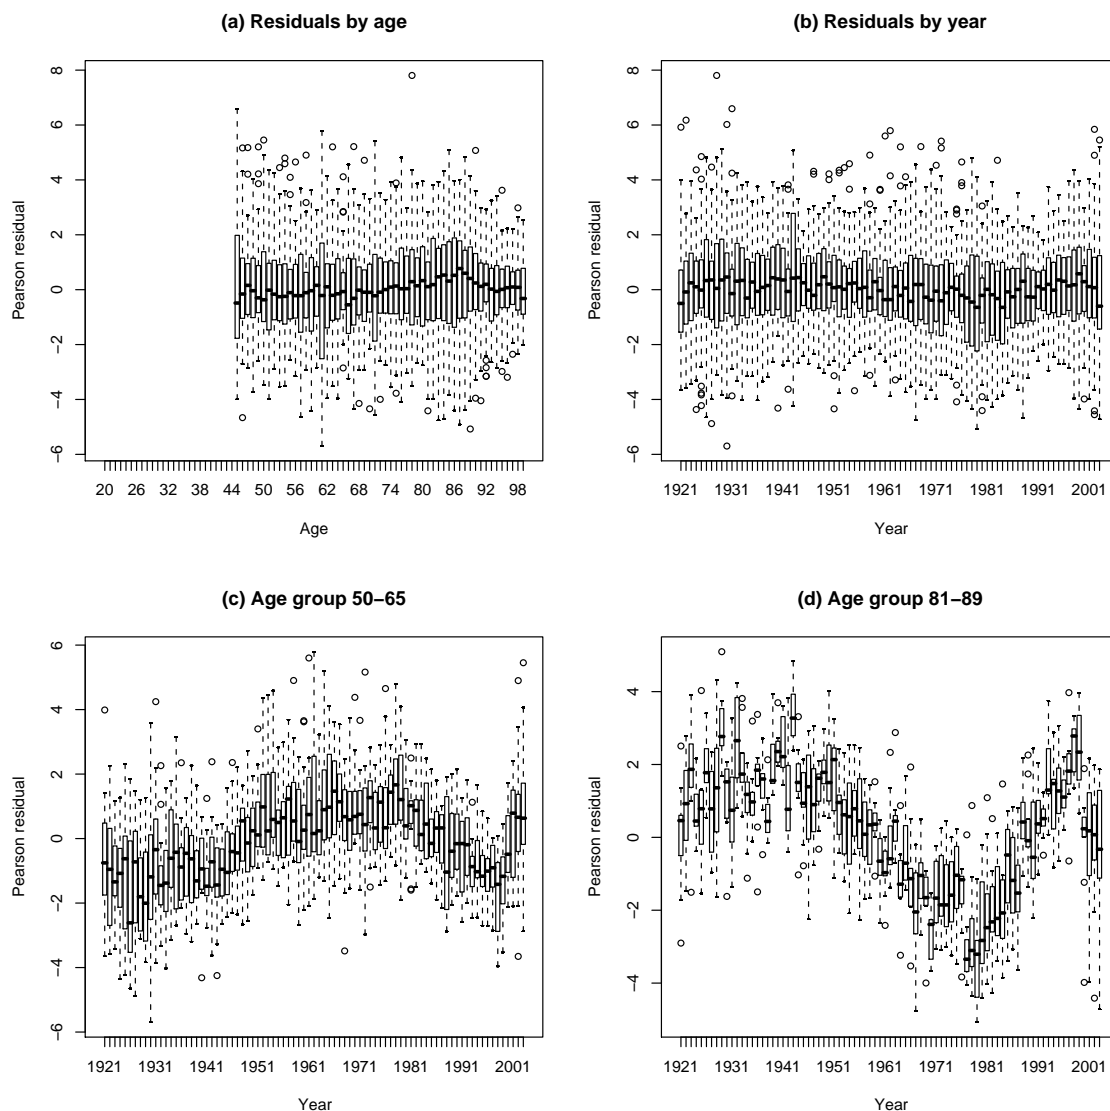 (a) Residuals by age
8
6
4
2
0
−2
−4
−6
Pearson residual
20 26 32 38 44 50 56 62 68 74 80 86 92 98
Age
(b) Residuals by year
8
6
4
2
0
−2
−4
−6
Pearson residual
1921 1931 1941 1951 1961 1971 1981 1991 2001
Year
(c) Age group 50−65
6
4
2
0
−2
−4
−6
Pearson residual
1921 1931 1941 1951 1961 1971 1981 1991 2001
Year
(d) Age group 81−89
4
2
0
−2
−4
Pearson residual
1921 1931 1941 1951 1961 1971 1981 1991 2001
Year